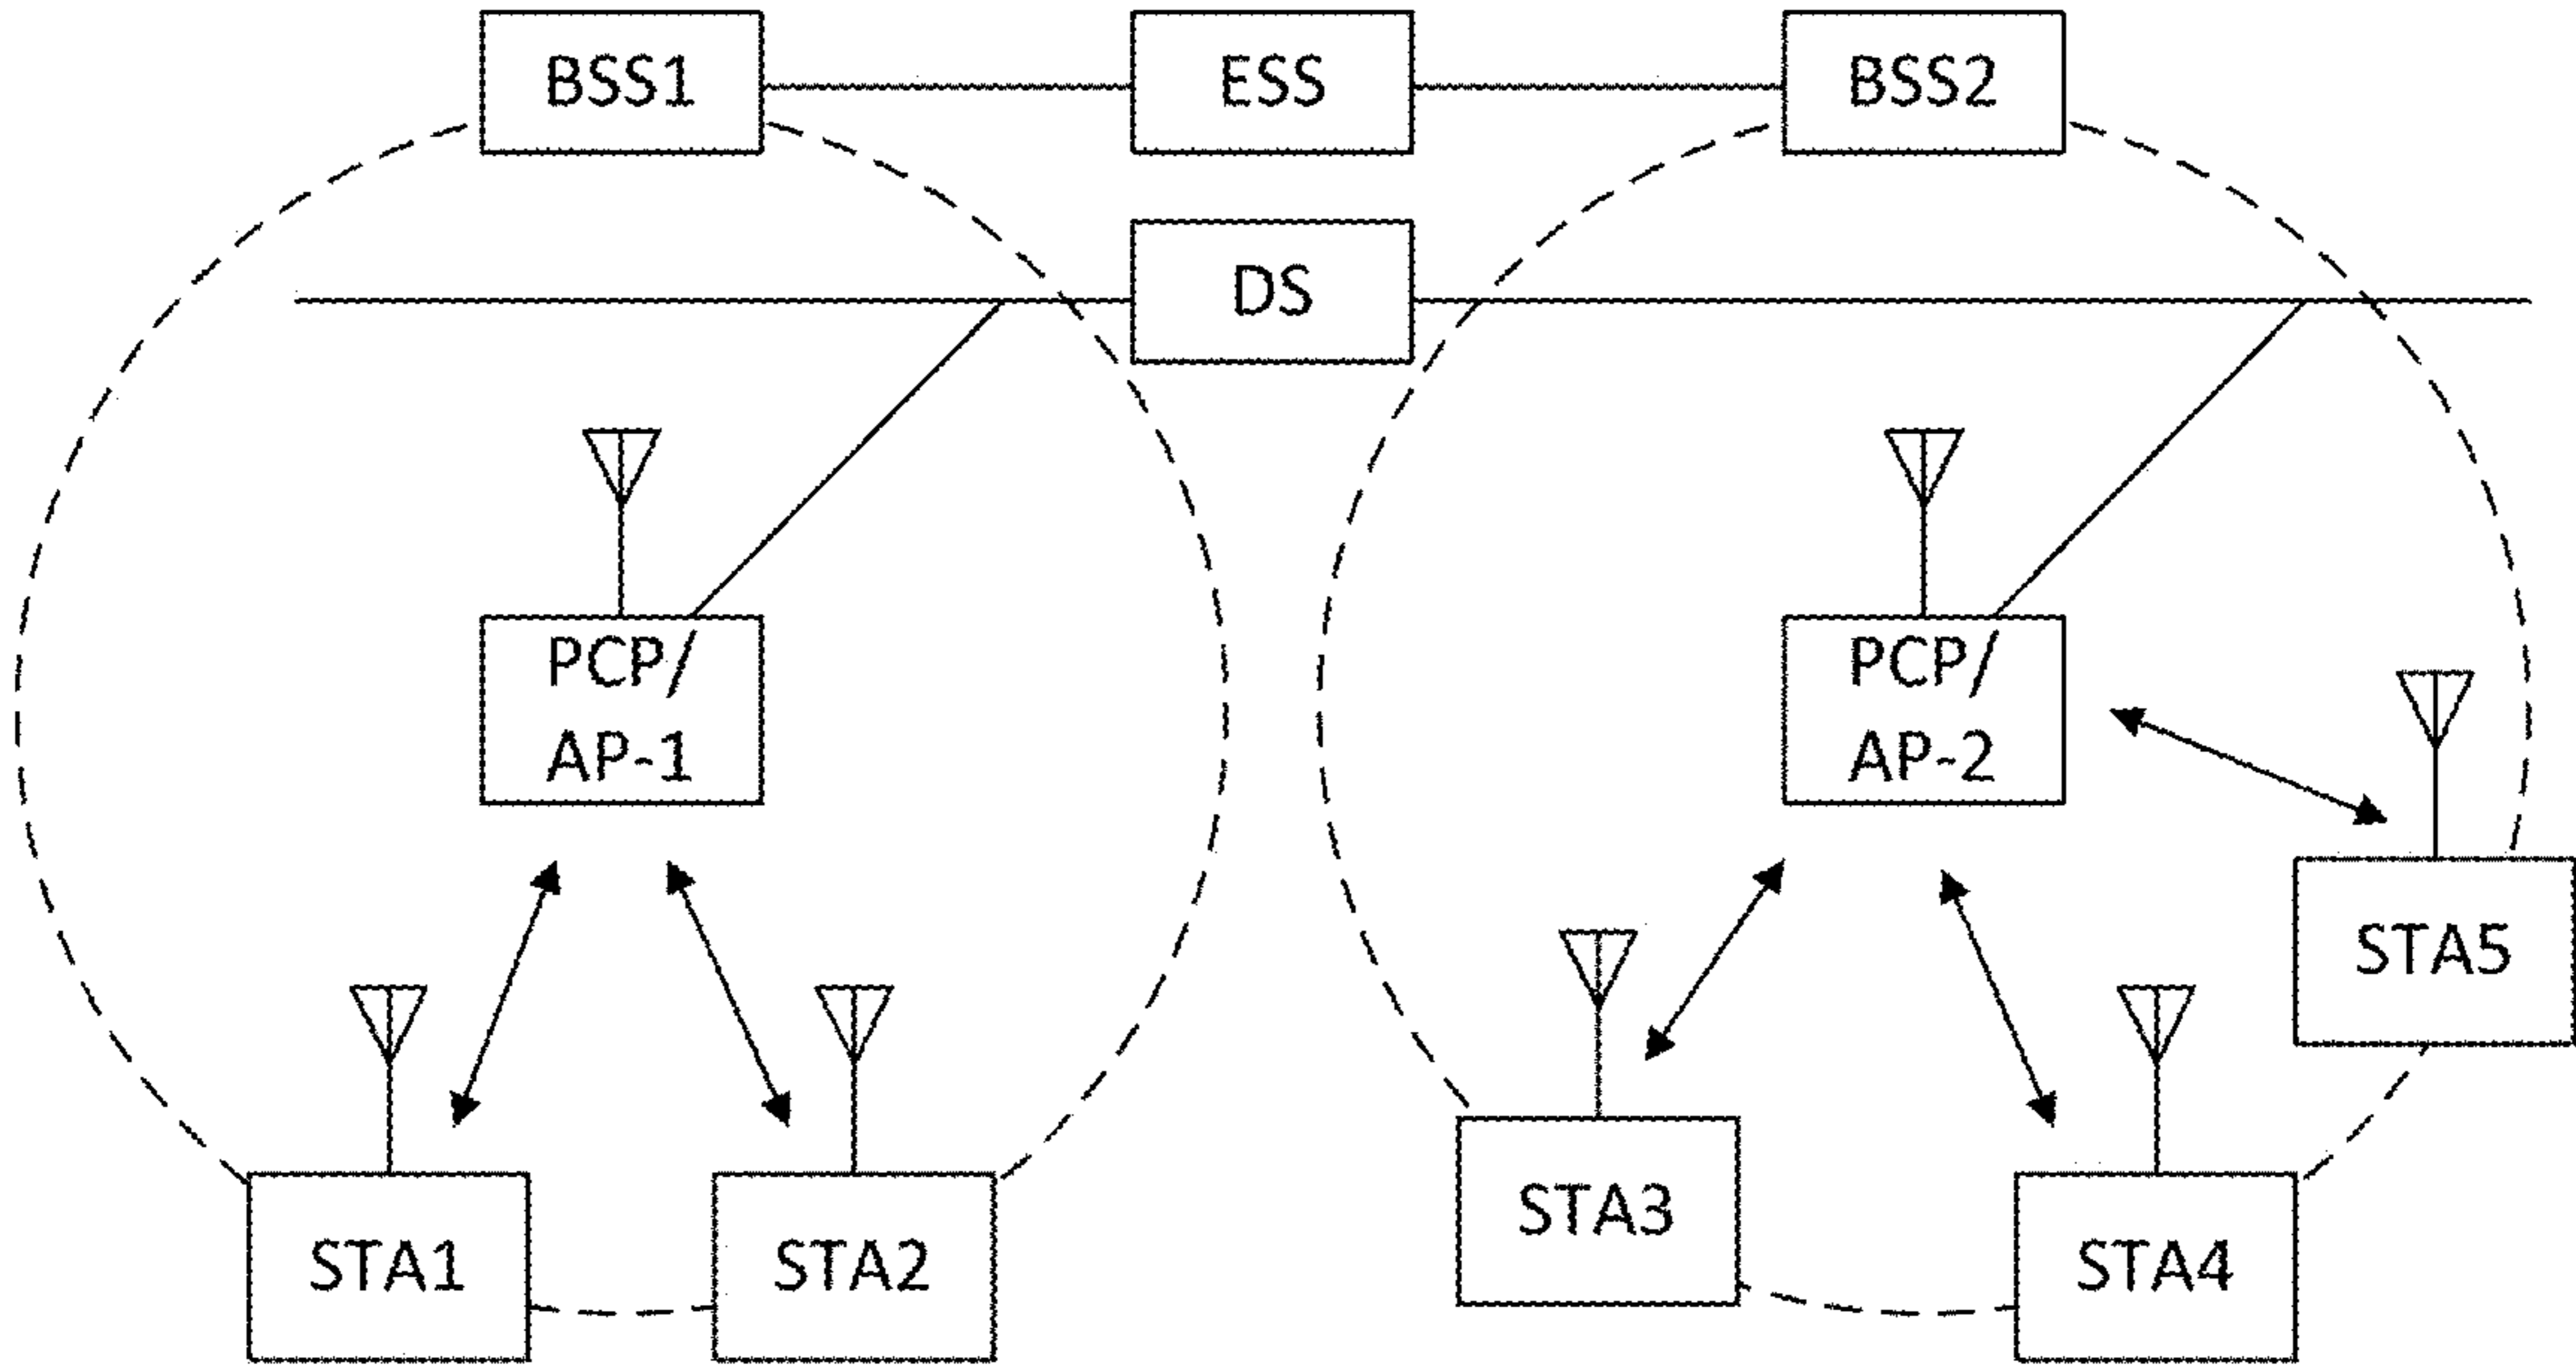 BSS1
ESS
BSS2
DS
PCP/
AP-1
PCP/
AP-2
STA5
STA3
STA1
STA2
STA4